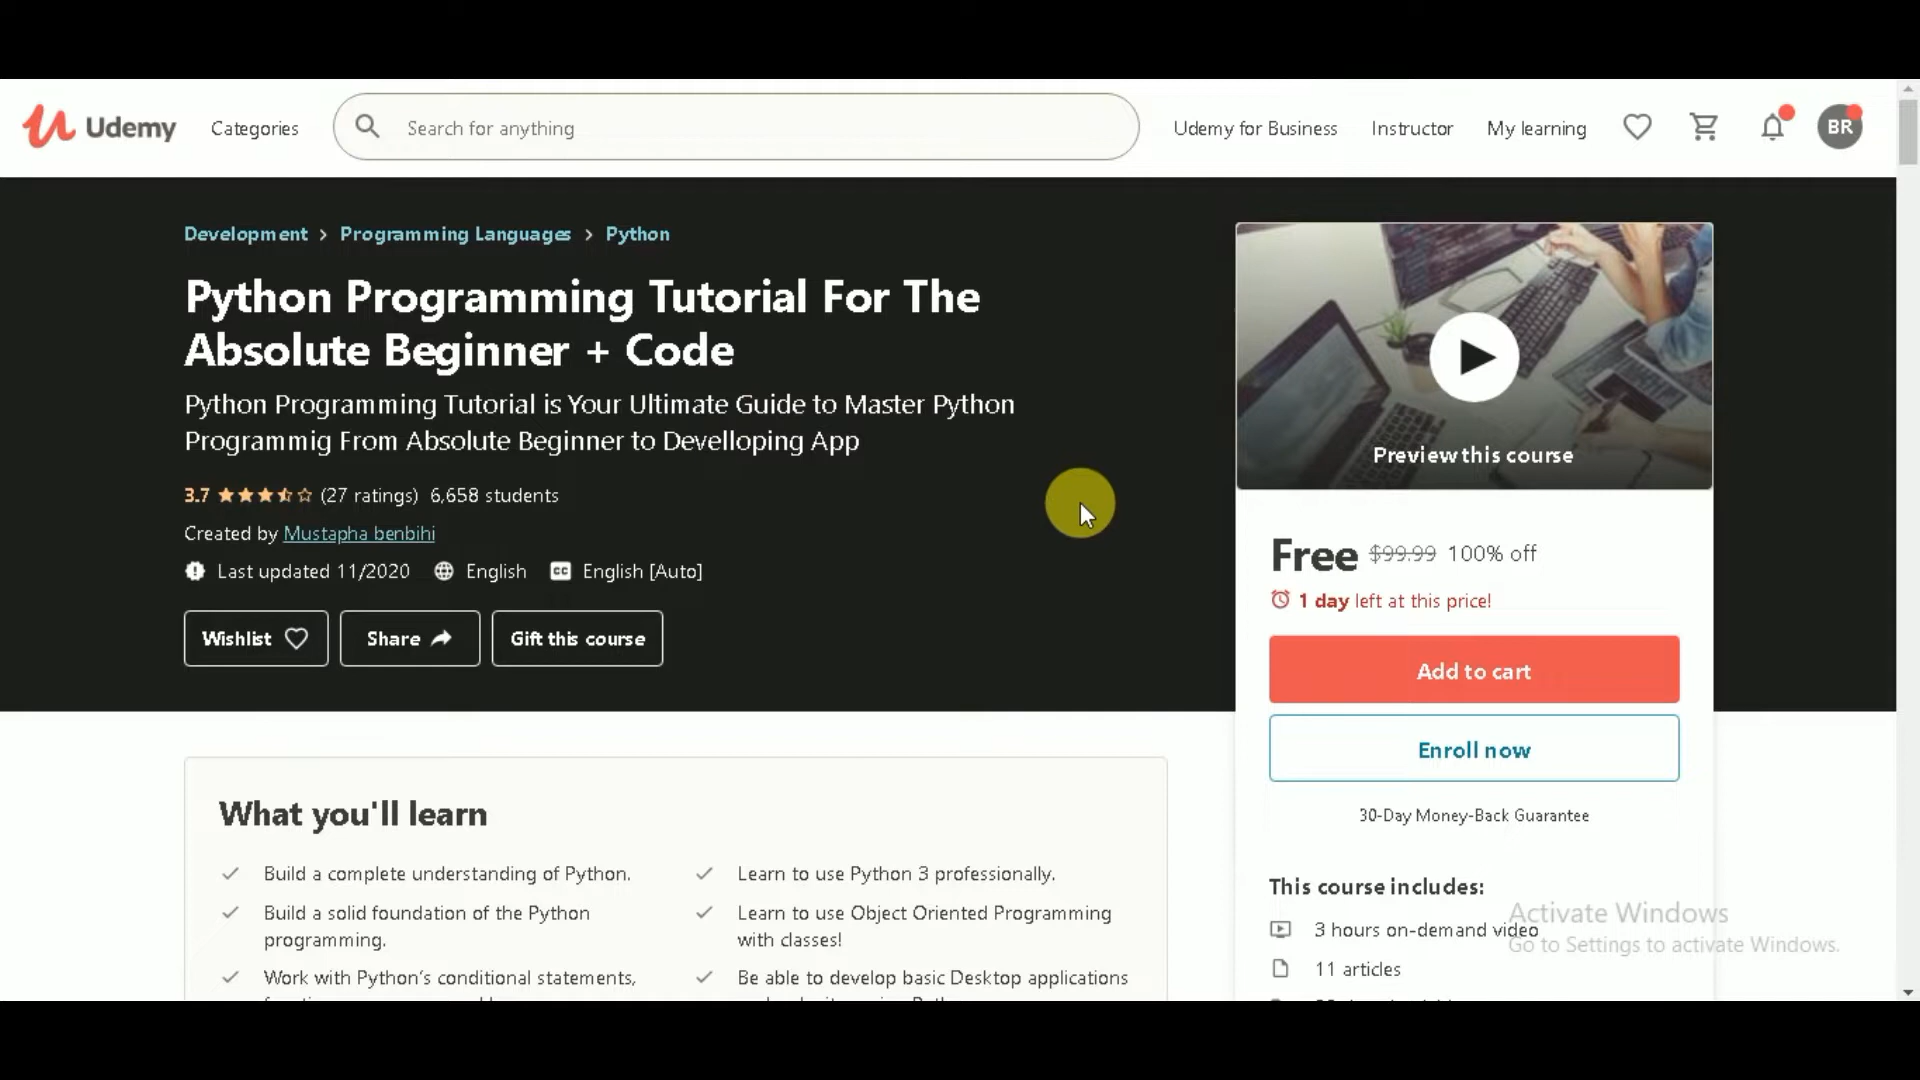 Udemy
Categories
Search for anything
Udemy for Business
Instructor
My learning
BR
Development > Programming Languages > Python
Python Programming Tutorial For The
Absolute Beginner + Code
Python Programming Tutorial is Your Ultimate Guide to Master Python
Programmig From Absolute Beginner to Develloping App
3.7 (27 ratings) 6,658 students
Created by Mustapha benbihi
Last updated 11/2020 English CC English [Auto]
Wishlist
Share
Gift this course
Preview this course
Free $99.99 100% off
1 day left at this price!
Add to cart
Enroll now
30-Day Money-Back Guarantee
This course includes:
3 hours on-demand video
11 articles
What you'll learn
Build a complete understanding of Python.
Build a solid foundation of the Python
programming.
Work with Python's conditional statements,
Learn to use Python 3 professionally.
Learn to use Object Oriented Programming
with classes!
Be able to develop basic Desktop applications
Activate Windows
Go to Settings to activate Windows.